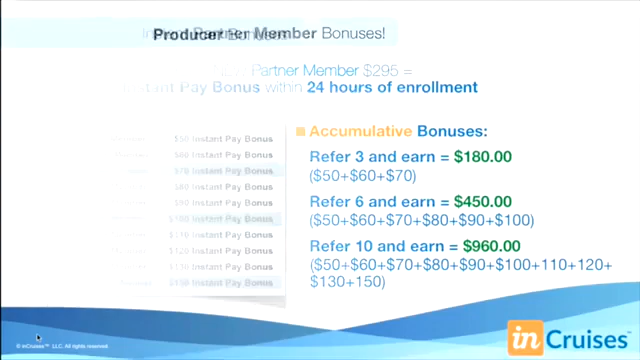 Producer Bonuses
Partner Member Bonuses!
Partner Member $295 =
Instant Pay Bonus within 24 hours of enrollment
$50 Instant Pay Bonus
$60 Instant Pay Bonus
$70 Instant Pay Bonus
$80 Instant Pay Bonus
$90 Instant Pay Bonus
$100 Instant Pay Bonus
$110 Instant Pay Bonus
$120 Instant Pay Bonus
$130 Instant Pay Bonus
$150 Instant Pay Bonus
Accumulative Bonuses:
Refer 3 and earn = $180.00
($50+$60+$70)
Refer 6 and earn = $450.00
($50+$60+$70+$80+$90+$100)
Refer 10 and earn = $960.00
($50+$60+$70+$80+$90+$100+110+120+
$130+150)
© inCruises™ LLC. All rights reserved
inCruises™